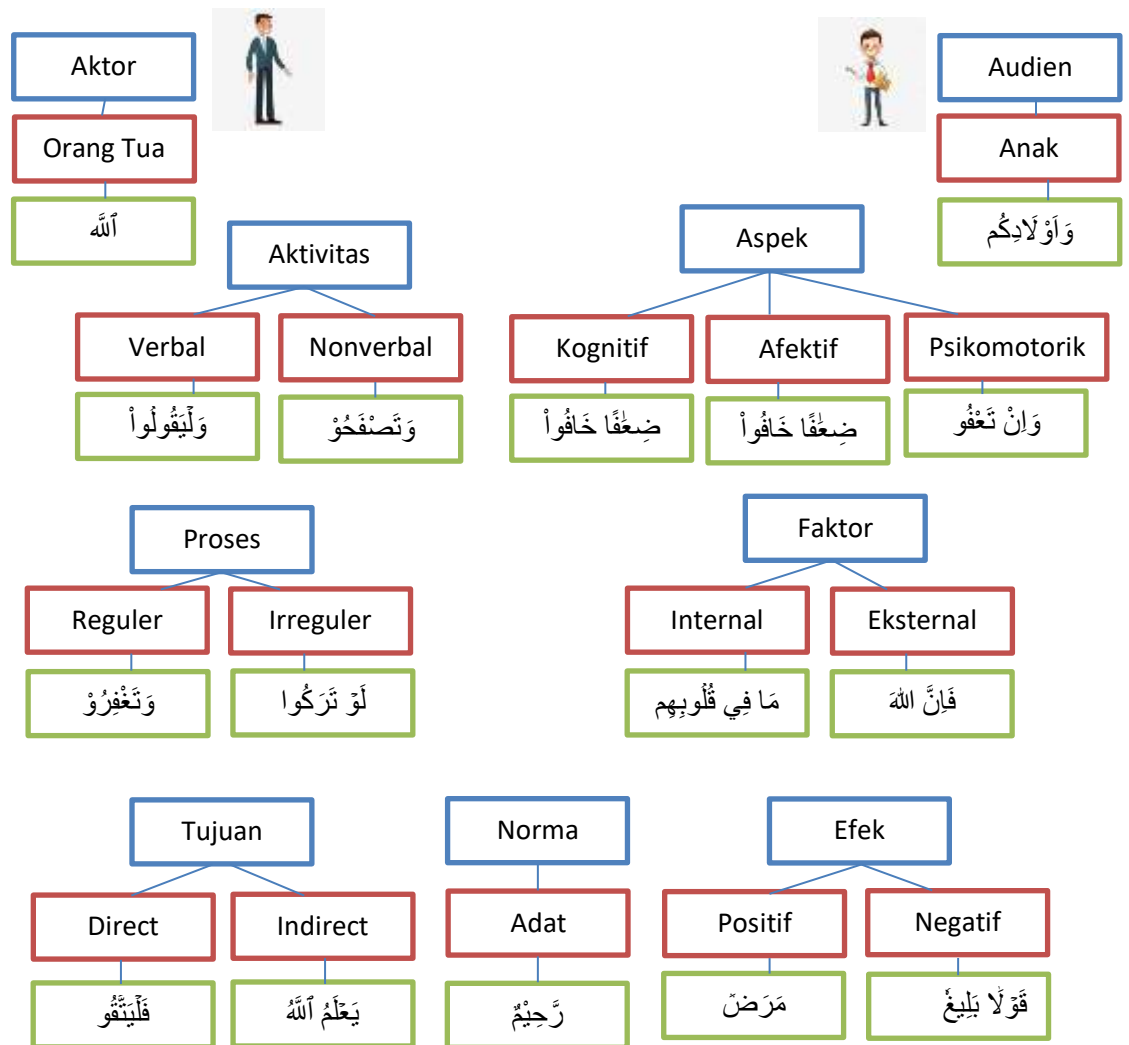 Aktor
Orang Tua
ٱللَّه
Audien
Anak
وَاَوْلَادِكُم
Aktivitas
Verbal
Nonverbal
وَلۡيَقُولُواْ
وَتَصْفَحُوْ
Aspek
Kognitif
Afektif
Psikomotorik
ضِعَٰفًا خَافُواْ
ضِعَٰفًا خَافُواْ
وَاِنْ تَعْفُو
Proses
Reguler
Irreguler
وَتَغْفِرُوْ
لَوۡ تَرَكُوا
Faktor
Internal
Eksternal
مَا فِي قُلُوبِهِم
فَاِنَّ اللهَ
Tujuan
Direct
Indirect
فَلۡيَتَّقُو
يَعۡلَمُ ٱللَّهُ
Norma
Adat
رَّحِيْمٌ
Efek
Positif
Negatif
مَرَضٞ
قَوۡلَۢا بَلِيغٗ